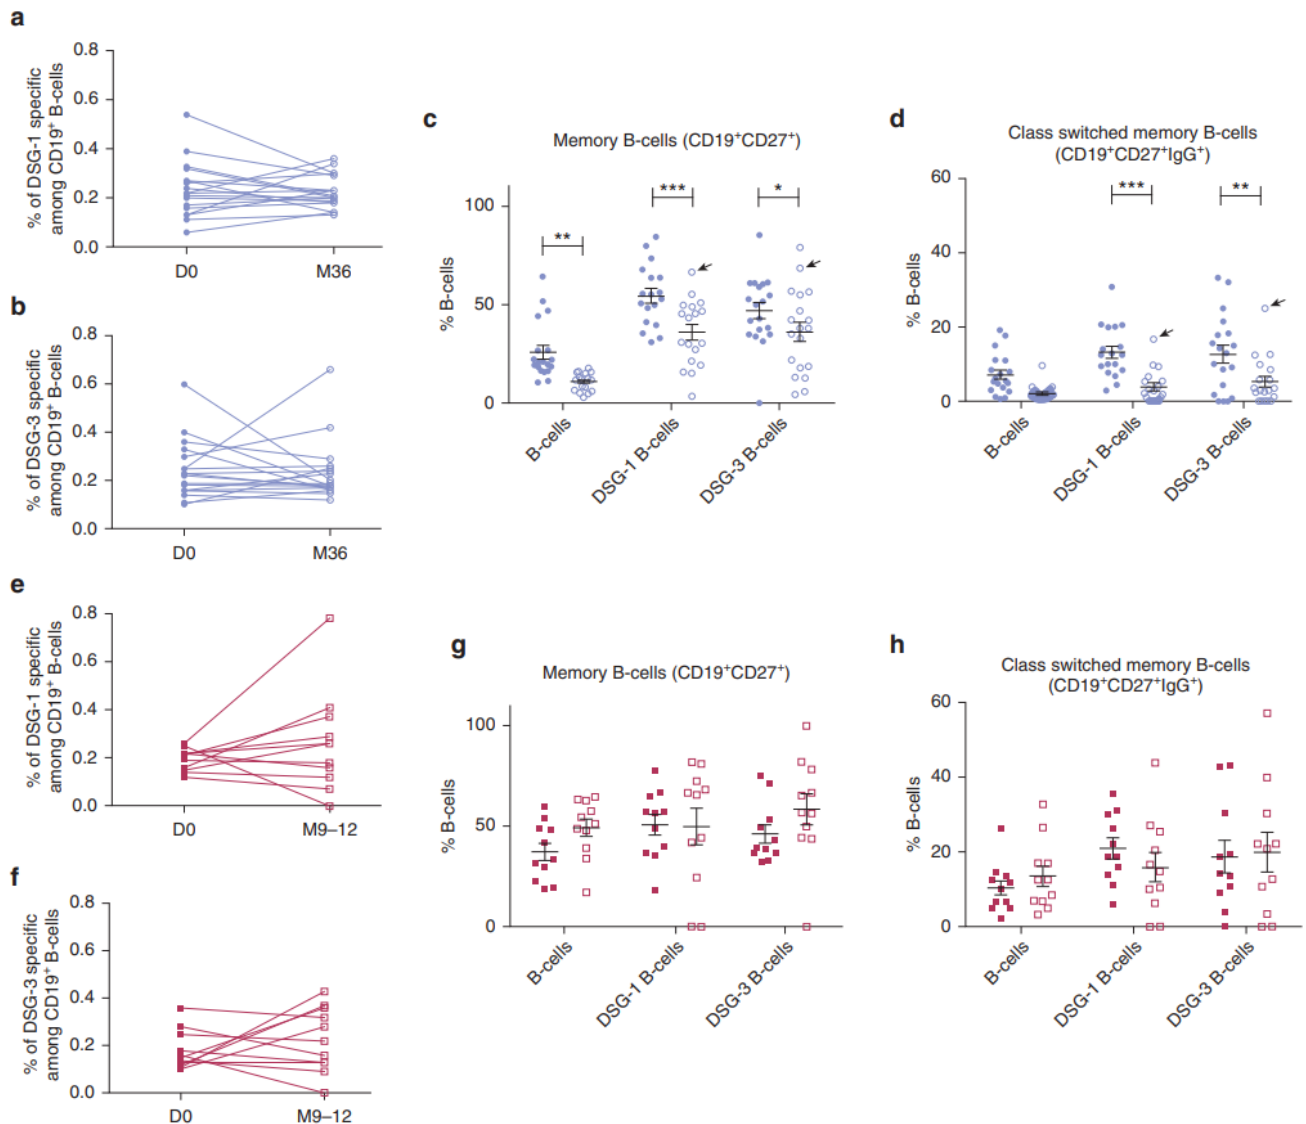 a
% of DSG-1 specific
among CD19⁺ B-cells
0.8
0.6
0.4
0.2
0.0
D0
M36
b
% of DSG-3 specific
among CD19⁺ B-cells
0.8
0.6
0.4
0.2
0.0
D0
M36
c
Memory B-cells (CD19⁺CD27⁺)
% B-cells
100
50
0
**
***
*
B-cells
DSG-1 B-cells
DSG-3 B-cells
d
Class switched memory B-cells
(CD19⁺CD27⁺IgG⁺)
% B-cells
60
40
20
0
***
**
B-cells
DSG-1 B-cells
DSG-3 B-cells
e
% of DSG-1 specific
among CD19⁺ B-cells
0.8
0.6
0.4
0.2
0.0
D0
M9–12
f
% of DSG-3 specific
among CD19⁺ B-cells
0.8
0.6
0.4
0.2
0.0
D0
M9–12
g
Memory B-cells (CD19⁺CD27⁺)
% B-cells
100
50
0
B-cells
DSG-1 B-cells
DSG-3 B-cells
h
Class switched memory B-cells
(CD19⁺CD27⁺IgG⁺)
% B-cells
60
40
20
0
B-cells
DSG-1 B-cells
DSG-3 B-cells